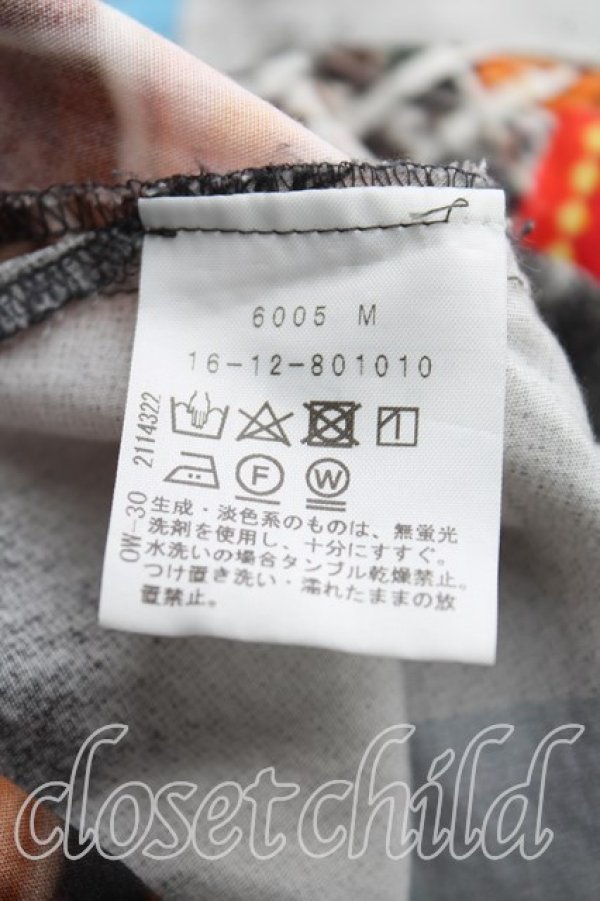 6005 M
16-12-801010
F W
OW-30 2114322
生成・淡色系のものは、無蛍光
洗剤を使用し、十分にすすぐ。
水洗いの場合タンブル乾燥禁止。
つけ置き洗い・濡れたままの放
置禁止。
closet child